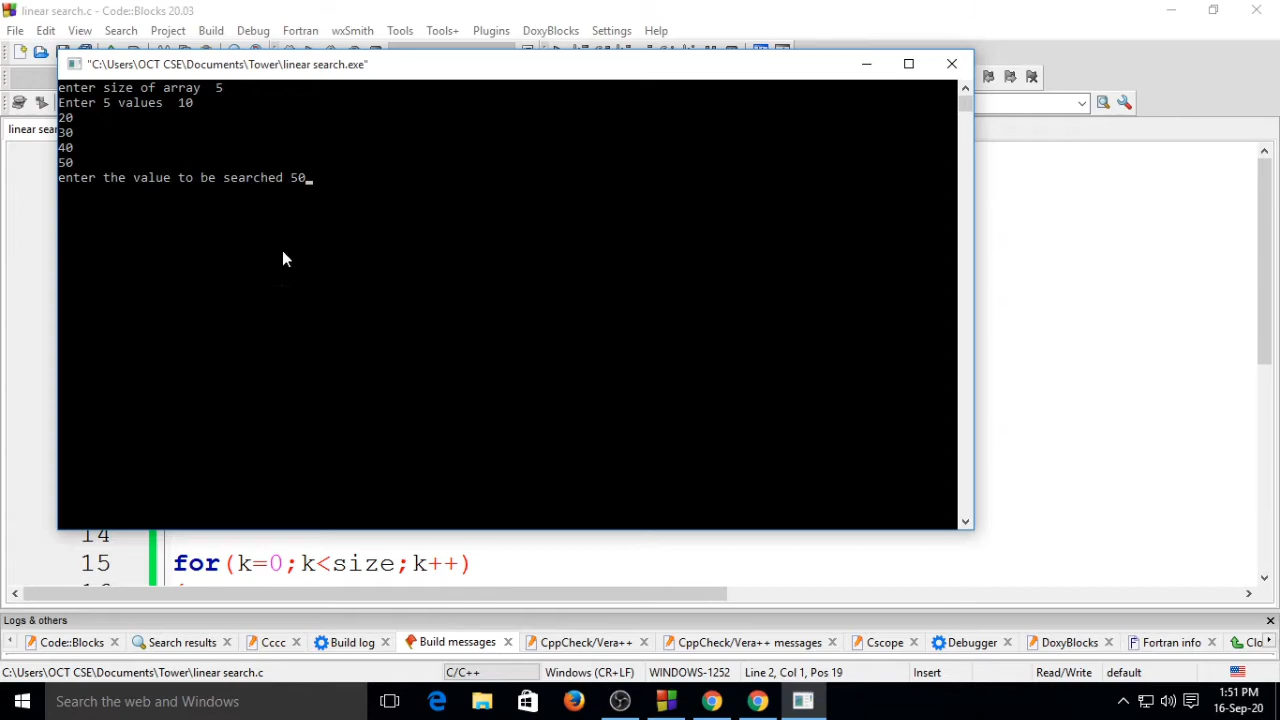 linear search.c - Code::Blocks 20.03
File Edit View Search Project Build Debug Fortran wxSmith Tools Tools+ Plugins DoxyBlocks Settings Help
"C:\Users\OCT CSE\Documents\Tower\linear search.exe"
enter size of array  5
Enter 5 values  10
20
30
40
50
enter the value to be searched 50
linear sear
14
15 for(k=0;k<size;k++)
Logs & others
Code::Blocks Search results Cccc Build log Build messages CppCheck/Vera++ CppCheck/Vera++ messages Cscope Debugger DoxyBlocks Fortran info Clo
C:\Users\OCT CSE\Documents\Tower\linear search.c C/C++ Windows (CR+LF) WINDOWS-1252 Line 2, Col 1, Pos 19 Insert Read/Write default
Search the web and Windows
1:51 PM
16-Sep-20